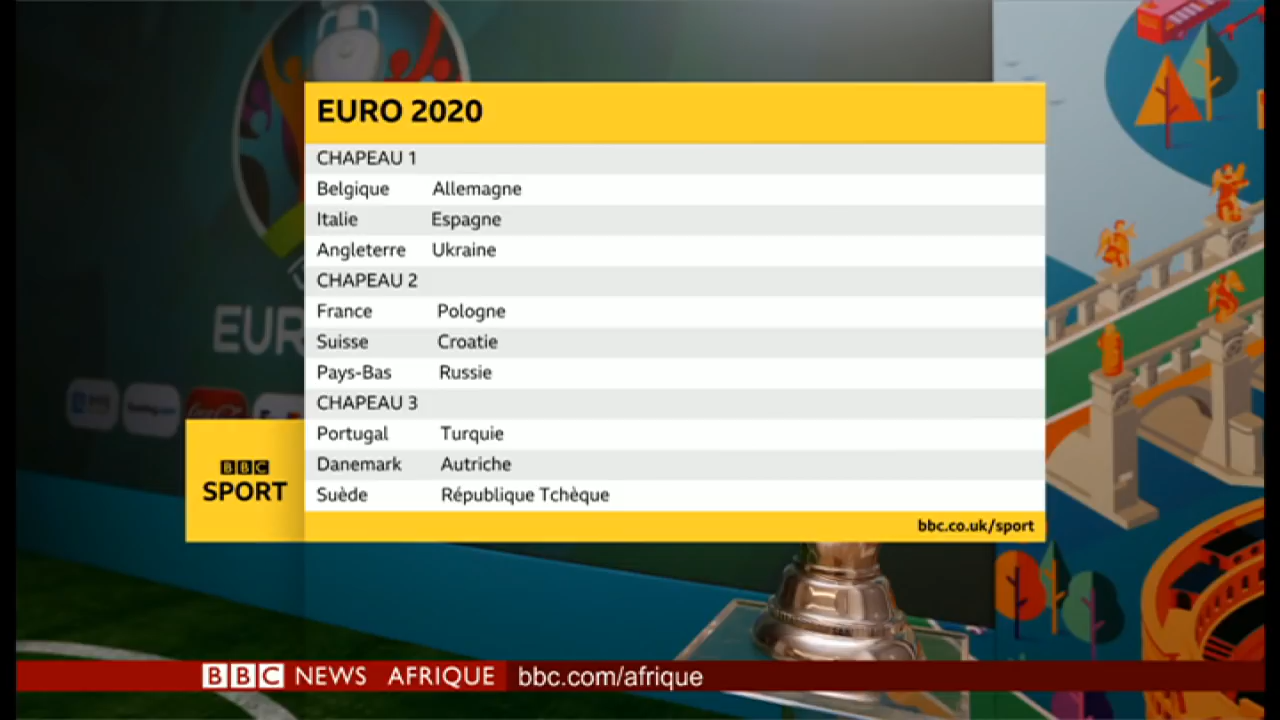 EURO 2020
CHAPEAU 1
Belgique Allemagne
Italie Espagne
Angleterre Ukraine
CHAPEAU 2
France Pologne
Suisse Croatie
Pays-Bas Russie
CHAPEAU 3
Portugal Turquie
Danemark Autriche
Suède République Tchèque
BBC
SPORT
bbc.co.uk/sport
EUR
BBC NEWS AFRIQUE bbc.com/afrique